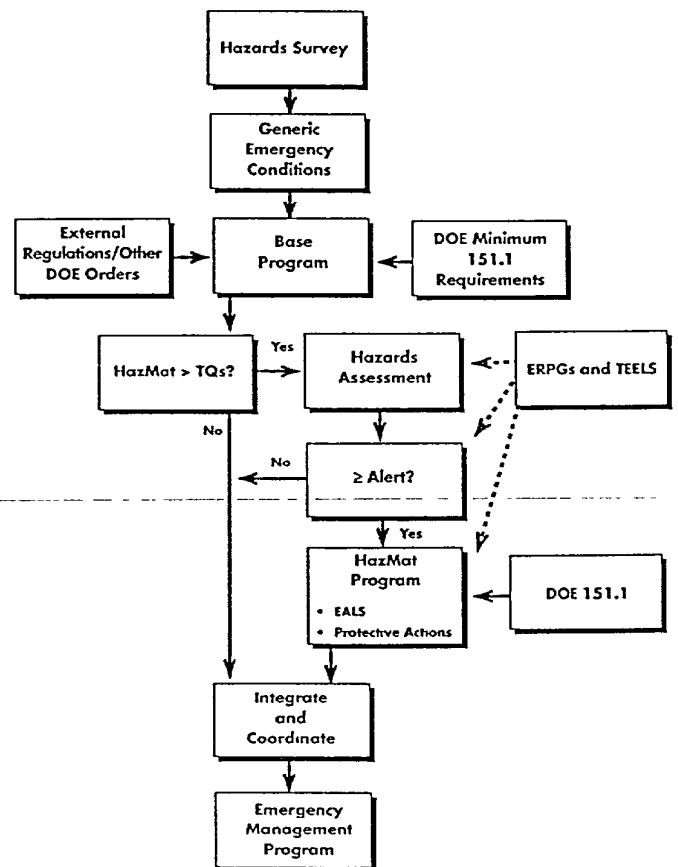 Hazards Survey
Generic
Emergency
Conditions
External
Regulations/Other
DOE Orders
Base
Program
DOE Minimum
151.1
Requirements
HazMat > TQs?
Yes
Hazards
Assessment
ERPGs and TEELS
No
No
≥ Alert?
Yes
HazMat
Program
• EALS
• Protective Actions
DOE 151.1
Integrate
and
Coordinate
Emergency
Management
Program